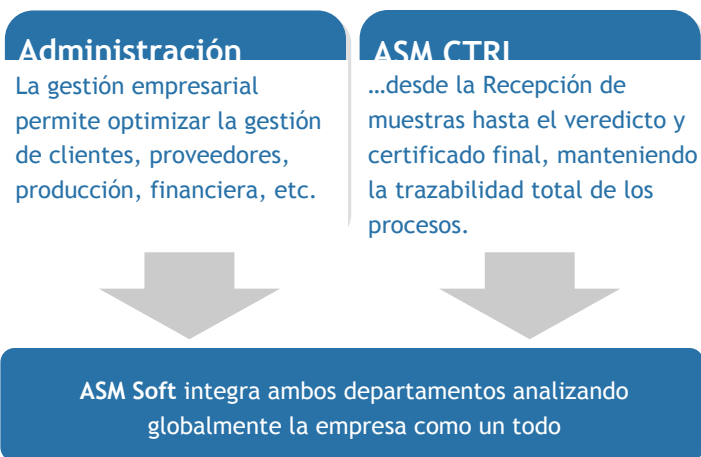 Administración
La gestión empresarial
permite optimizar la gestión
de clientes, proveedores,
producción, financiera, etc.
ASM CTRL
…desde la Recepción de
muestras hasta el veredicto y
certificado final, manteniendo
la trazabilidad total de los
procesos.
ASM Soft integra ambos departamentos analizando
globalmente la empresa como un todo